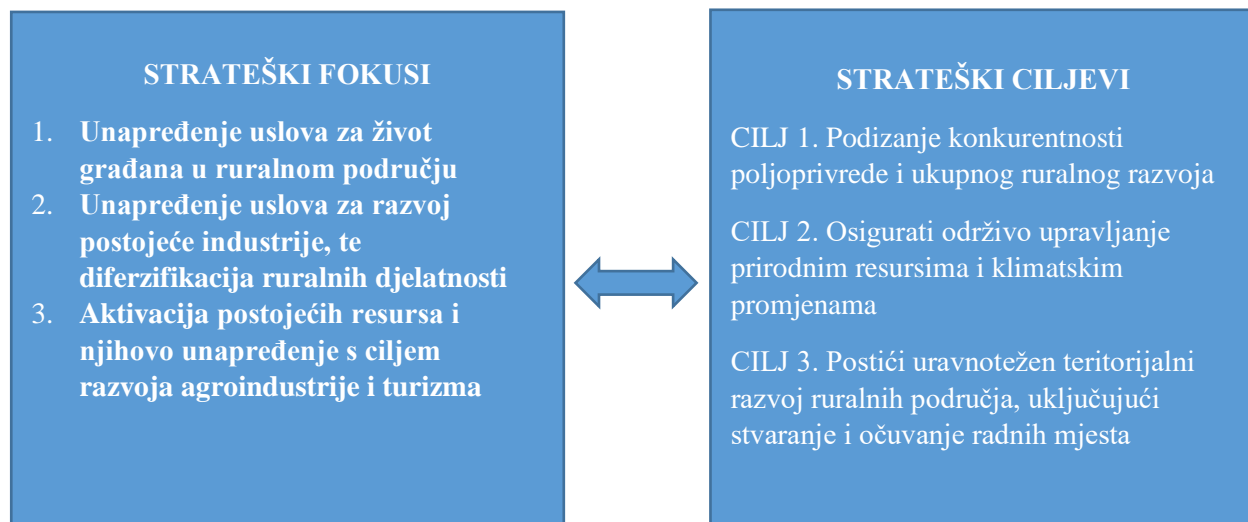 STRATEŠKI FOKUSI
1. Unapređenje uslova za život
građana u ruralnom području
2. Unapređenje uslova za razvoj
postojeće industrije, te
diferzifikacija ruralnih djelatnosti
3. Aktivacija postojećih resursa i
njihovo unapređenje s ciljem
razvoja agroindustrije i turizma
STRATEŠKI CILJEVI
CILJ 1. Podizanje konkurentnosti
poljoprivrede i ukupnog ruralnog razvoja
CILJ 2. Osigurati održivo upravljanje
prirodnim resursima i klimatskim
promjenama
CILJ 3. Postići uravnotežen teritorijalni
razvoj ruralnih područja, uključujući
stvaranje i očuvanje radnih mjesta